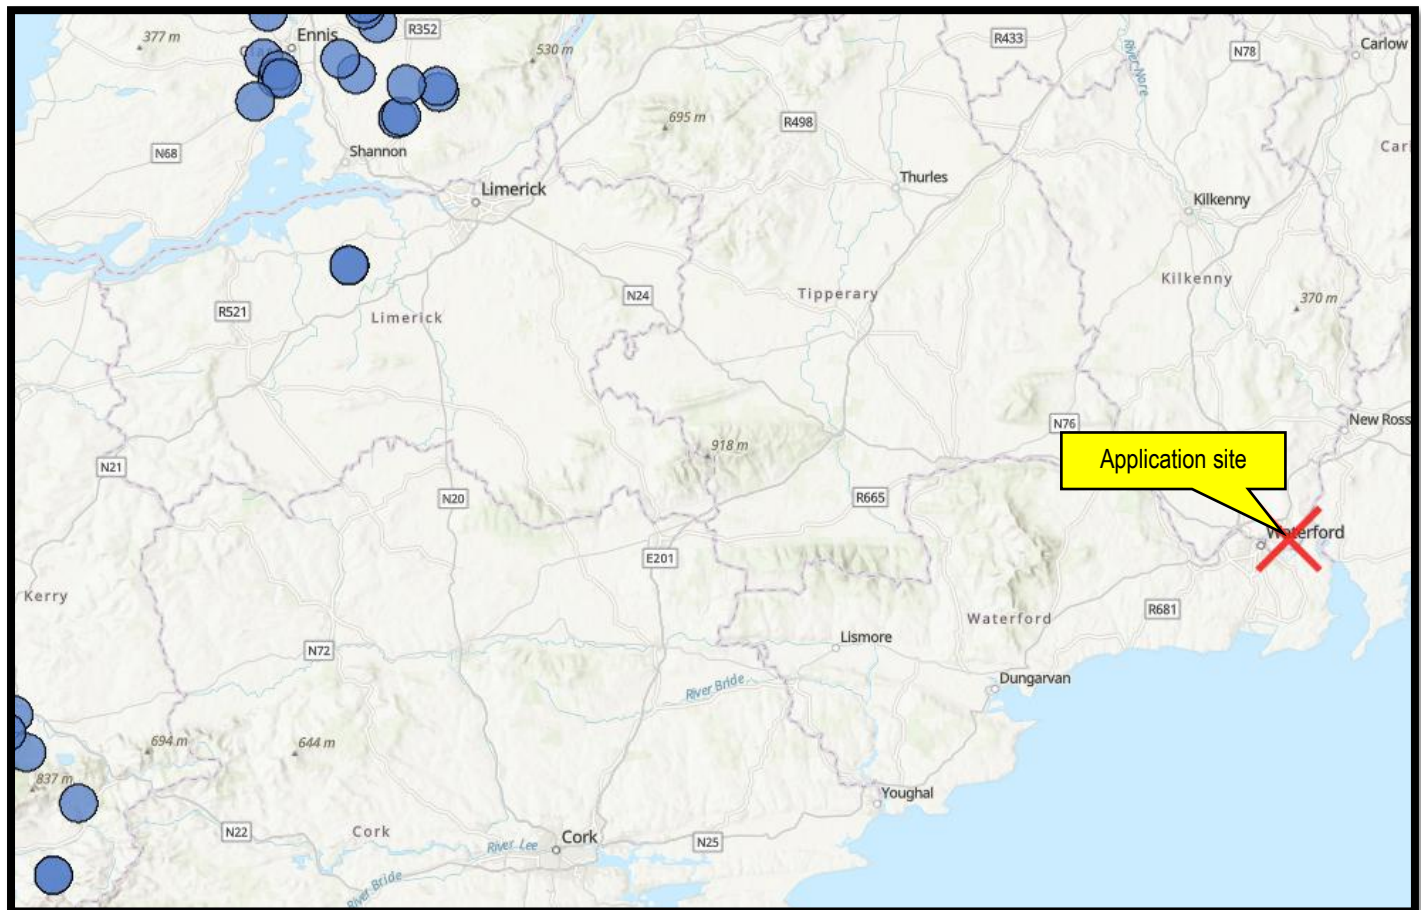 377 m
Ennis
R352
530 m
R433
N78
Carlow
River Nore
695 m
R498
N68
Shannon
Limerick
Thurles
Kilkenny
Car
Kilkenny
N24
Tipperary
370 m
R521
Limerick
N76
New Ross
918 m
Application site
N21
N20
R665
Waterford
E201
Kerry
R681
Waterford
N72
Lismore
River Bride
Dungarvan
694 m
644 m
837 m
Youghal
N22
Cork
River Lee
Cork
N25
River Bride